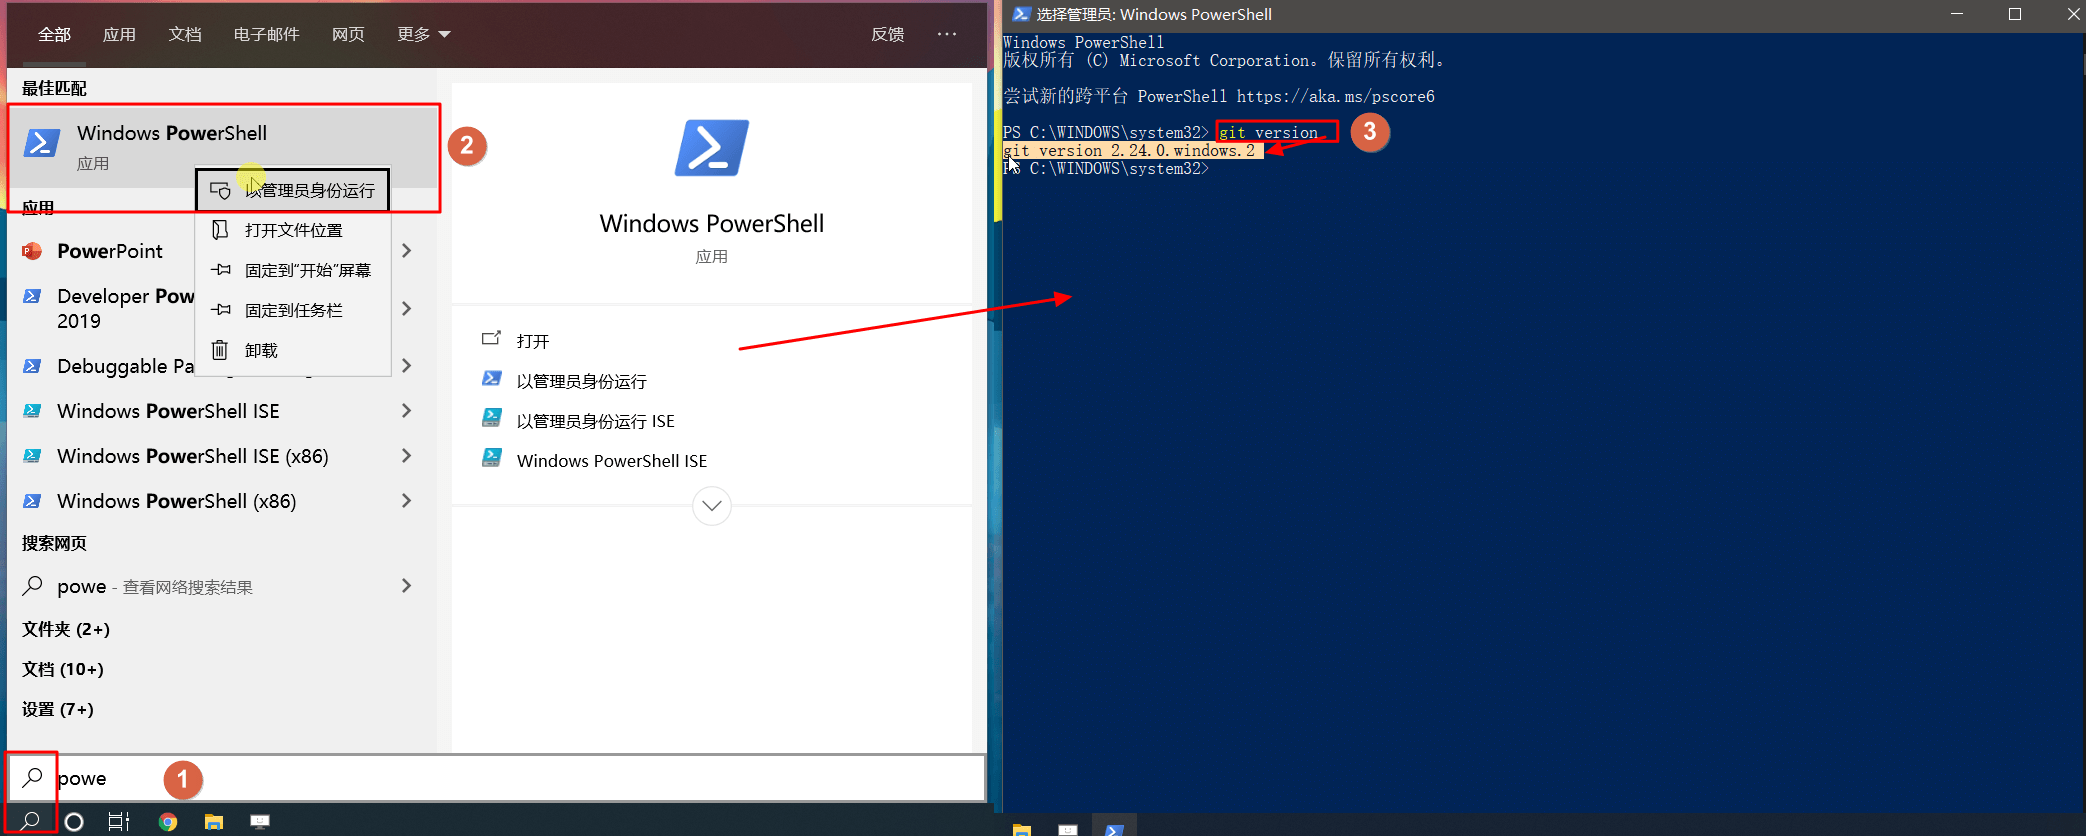 全部 应用 文档 电子邮件 网页 更多 反馈 ···
最佳匹配
Windows PowerShell
应用
2
以管理员身份运行
打开文件位置
固定到“开始”屏幕
固定到任务栏
卸载
应用
PowerPoint
Developer Pow
2019
Debuggable Pa
Windows PowerShell ISE
Windows PowerShell ISE (x86)
Windows PowerShell (x86)
搜索网页
powe - 查看网络搜索结果
文件夹 (2+)
文档 (10+)
设置 (7+)
powe
1
Windows PowerShell
应用
打开
以管理员身份运行
以管理员身份运行 ISE
Windows PowerShell ISE
选择管理员: Windows PowerShell
Windows PowerShell
版权所有 (C) Microsoft Corporation。保留所有权利。
尝试新的跨平台 PowerShell https://aka.ms/pscore6
PS C:\WINDOWS\system32> git version
3
git version 2.24.0.windows.2
PS C:\WINDOWS\system32>